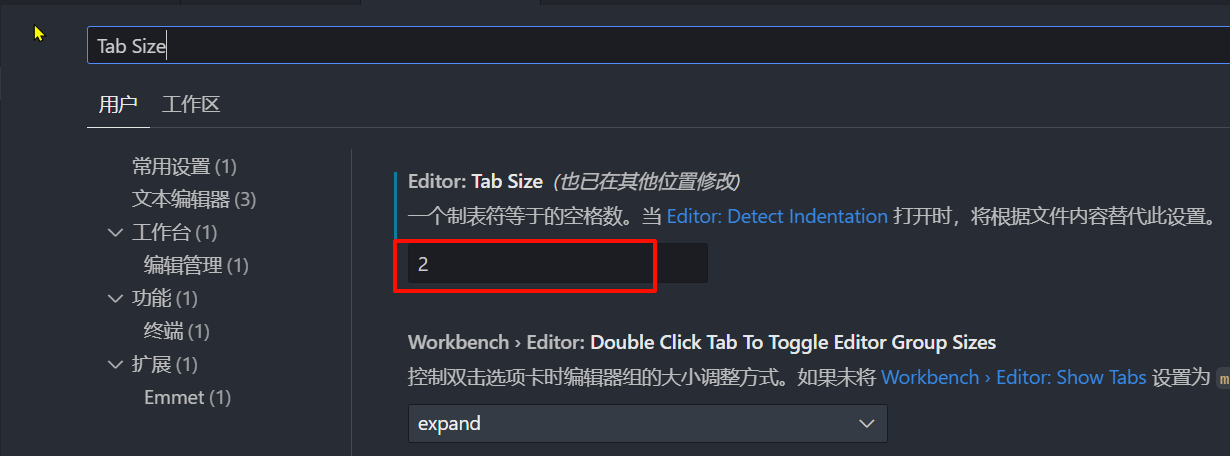 Tab Size
用户 工作区
常用设置 (1)
文本编辑器 (3)
工作台 (1)
编辑管理 (1)
功能 (1)
终端 (1)
扩展 (1)
Emmet (1)
Editor: Tab Size (也已在其他位置修改)
一个制表符等于的空格数。当 Editor: Detect Indentation 打开时，将根据文件内容替代此设置。
2
Workbench › Editor: Double Click Tab To Toggle Editor Group Sizes
控制双击选项卡时编辑器组的大小调整方式。如果未将 Workbench › Editor: Show Tabs 设置为 m
expand